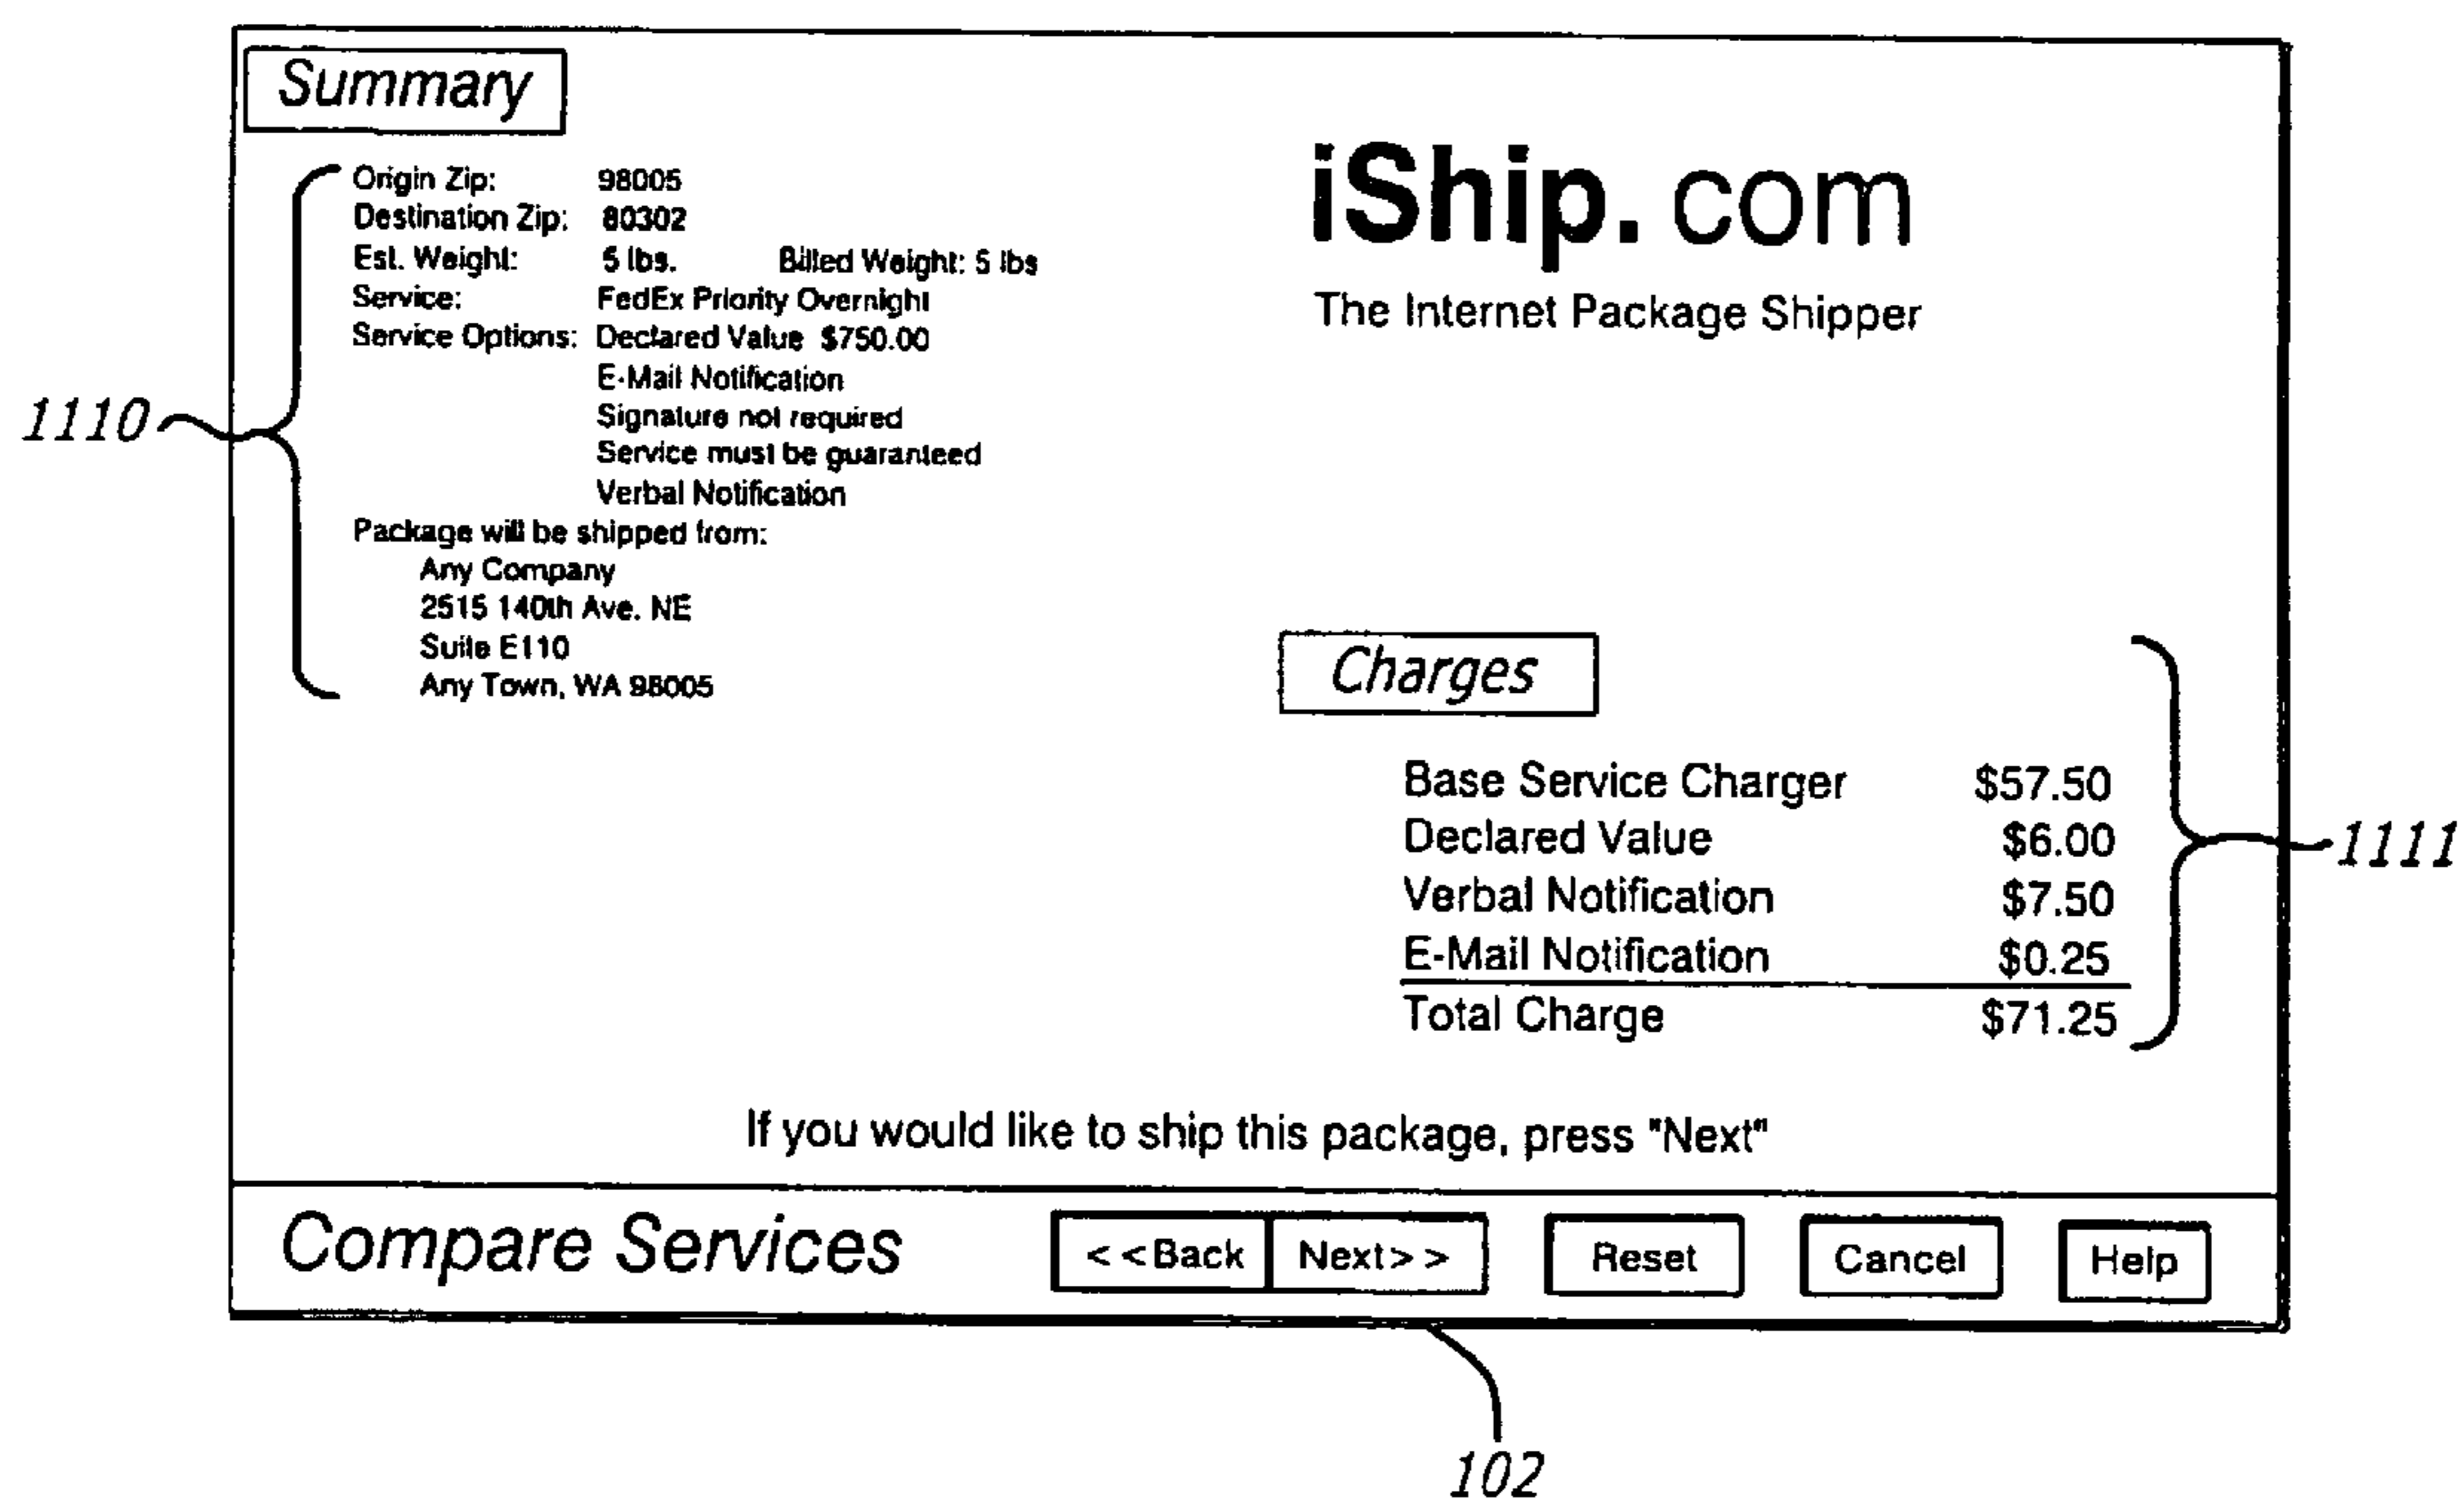 Summary
Origin Zip: 98005
Destination Zip: 80302
Est. Weight: 5 lbs. Billed Weight: 5 lbs
Service: FedEx Priority Overnight
Service Options: Declared Value $750.00
E-Mail Notification
Signature not required
Service must be guaranteed
Verbal Notification
Package will be shipped from:
Any Company
2515 140th Ave. NE
Suite E110
Any Town, WA 98005
1110
iShip. com
The Internet Package Shipper
Charges
Base Service Charger $57.50
Declared Value $6.00
Verbal Notification $7.50
E-Mail Notification $0.25
Total Charge $71.25
1111
If you would like to ship this package, press "Next"
Compare Services <<Back Next>> Reset Cancel Help
102